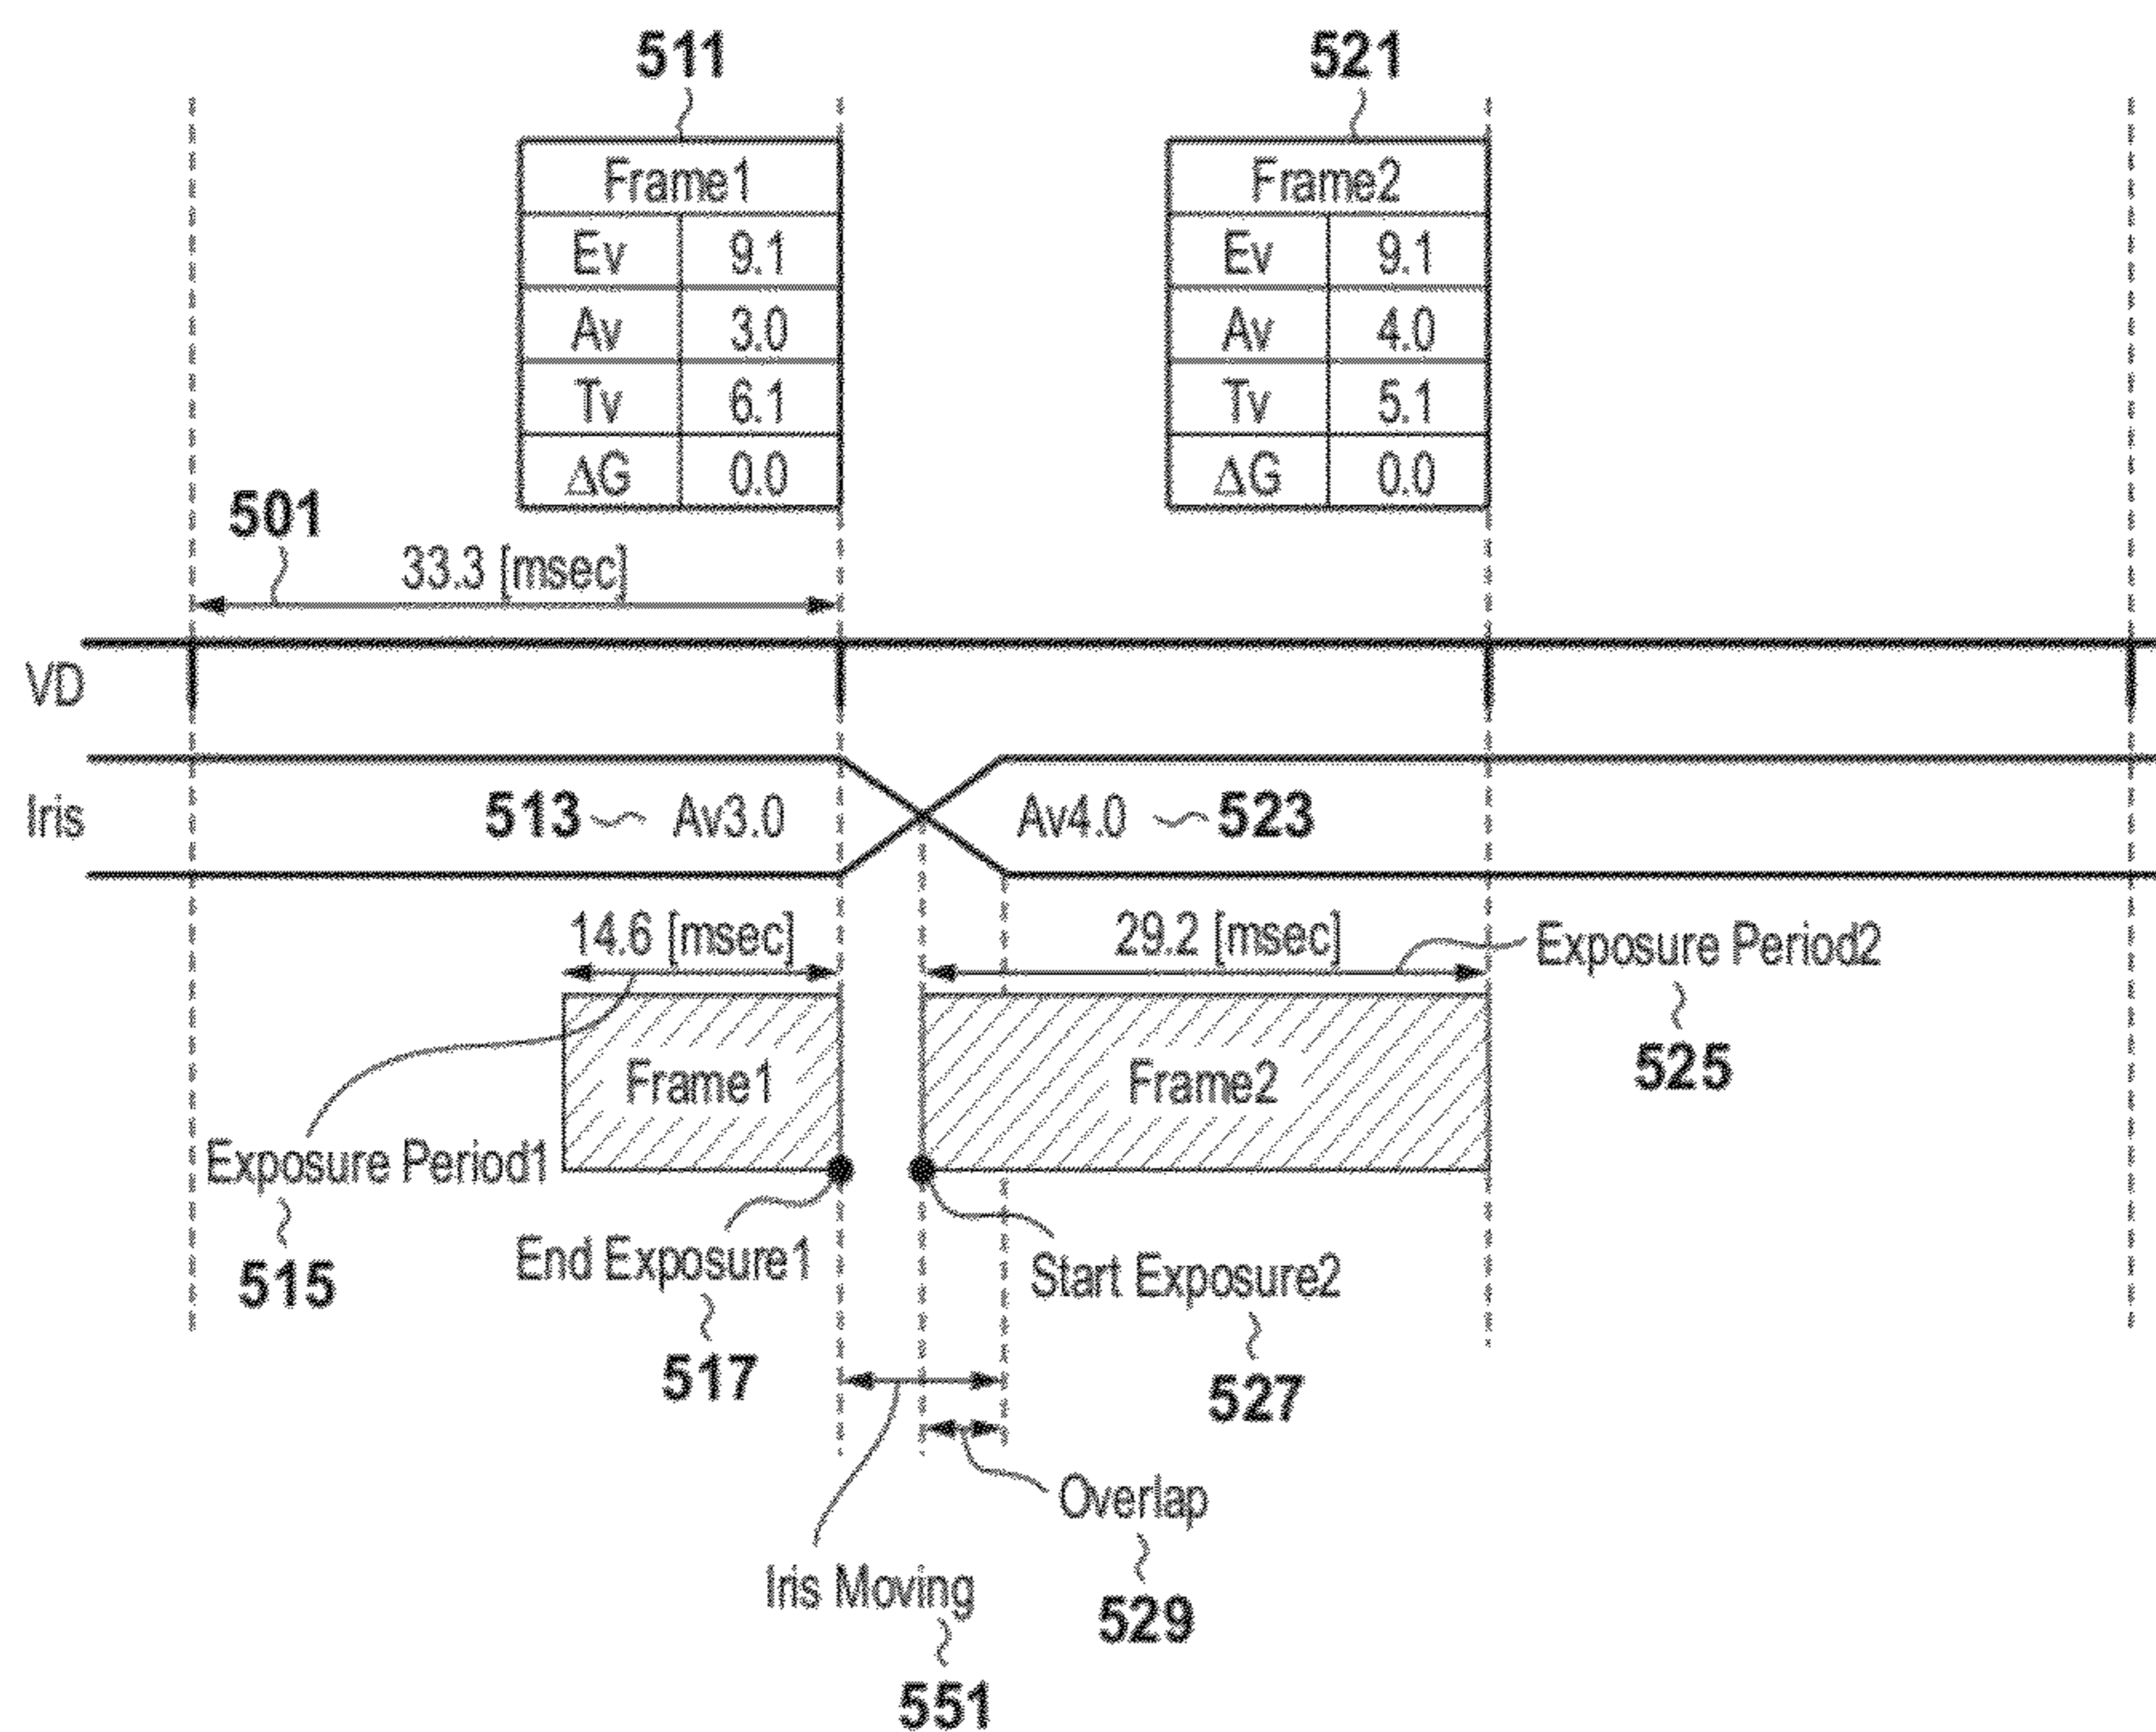 511
521
Frame1
Ev 9.1
Av 3.0
Tv 6.1
ΔG 0.0
Frame2
Ev 9.1
Av 4.0
Tv 5.1
ΔG 0.0
501
33.3 [msec]
VD
Iris
513
Av3.0
Av4.0
523
14.6 [msec]
29.2 [msec]
Exposure Period2
525
Frame1
Frame2
Exposure Period1
515
End Exposure1
517
Start Exposure2
527
Overlap
529
Iris Moving
551